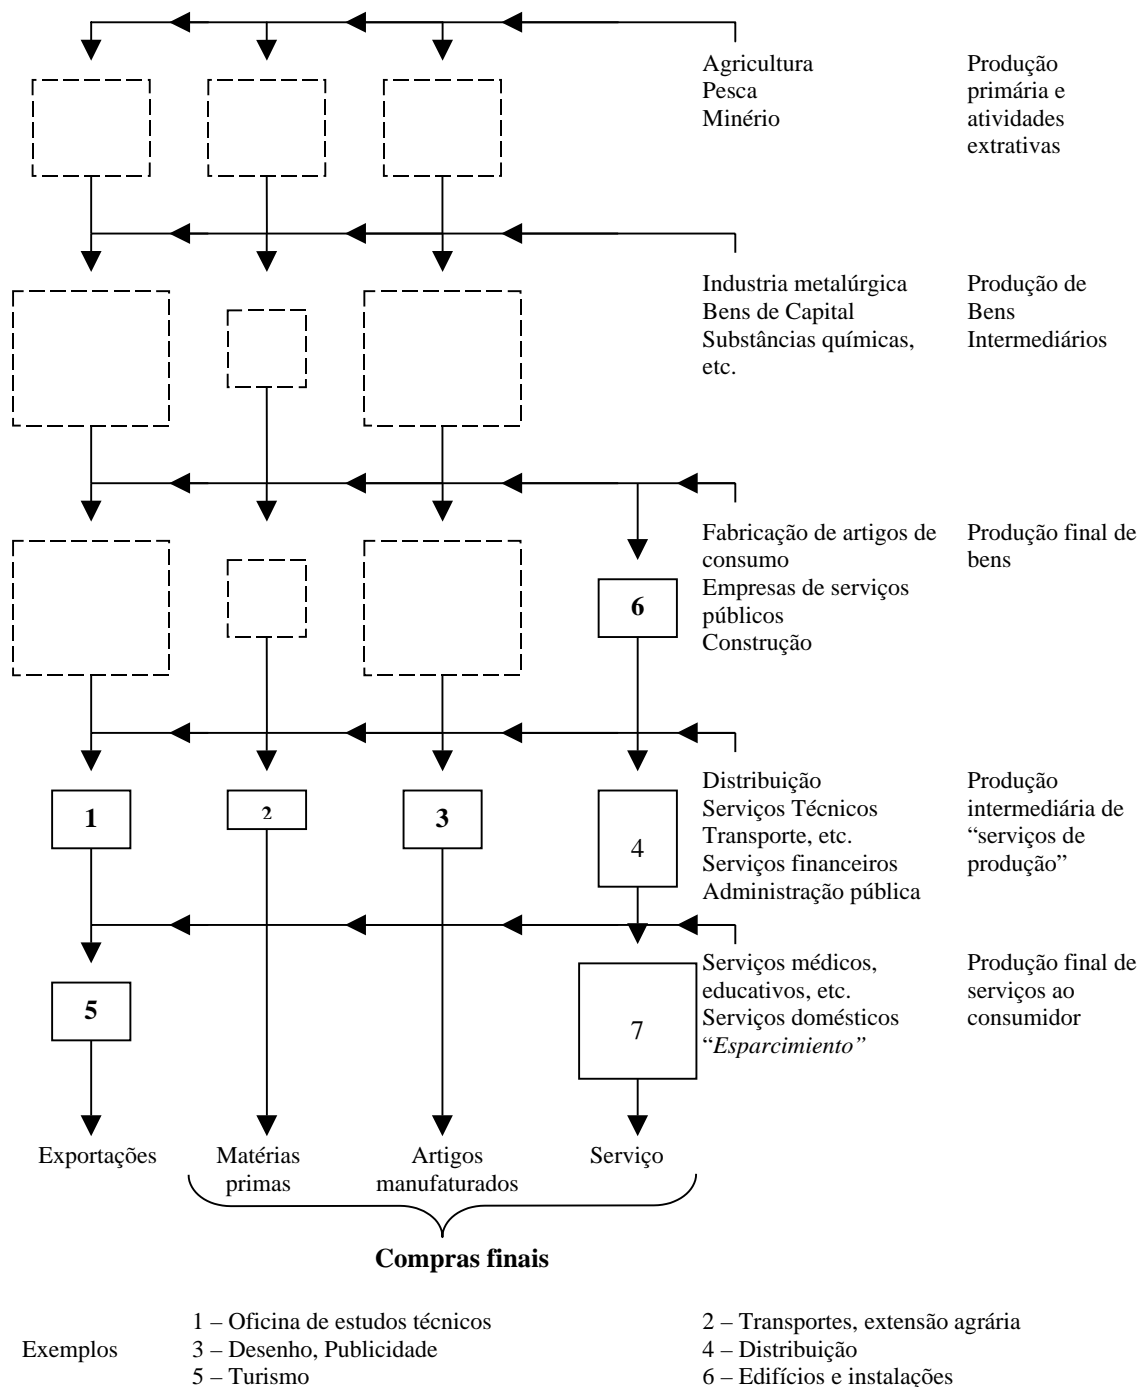 Agricultura
Pesca
Minério
Produção
primária e
atividades
extrativas
Industria metalúrgica
Bens de Capital
Substâncias químicas,
etc.
Produção de
Bens
Intermediários
Fabricação de artigos de
consumo
Empresas de serviços
públicos
Construção
Produção final de
bens
6
1
2
3
4
Distribuição
Serviços Técnicos
Transporte, etc.
Serviços financeiros
Administração pública
Produção
intermediária de
“serviços de
produção”
5
7
Serviços médicos,
educativos, etc.
Serviços domésticos
“Esparcimiento”
Produção final de
serviços ao
consumidor
Exportações
Matérias
primas
Artigos
manufaturados
Serviço
Compras finais
Exemplos
1 – Oficina de estudos técnicos
2 – Transportes, extensão agrária
3 – Desenho, Publicidade
4 – Distribuição
5 – Turismo
6 – Edifícios e instalações